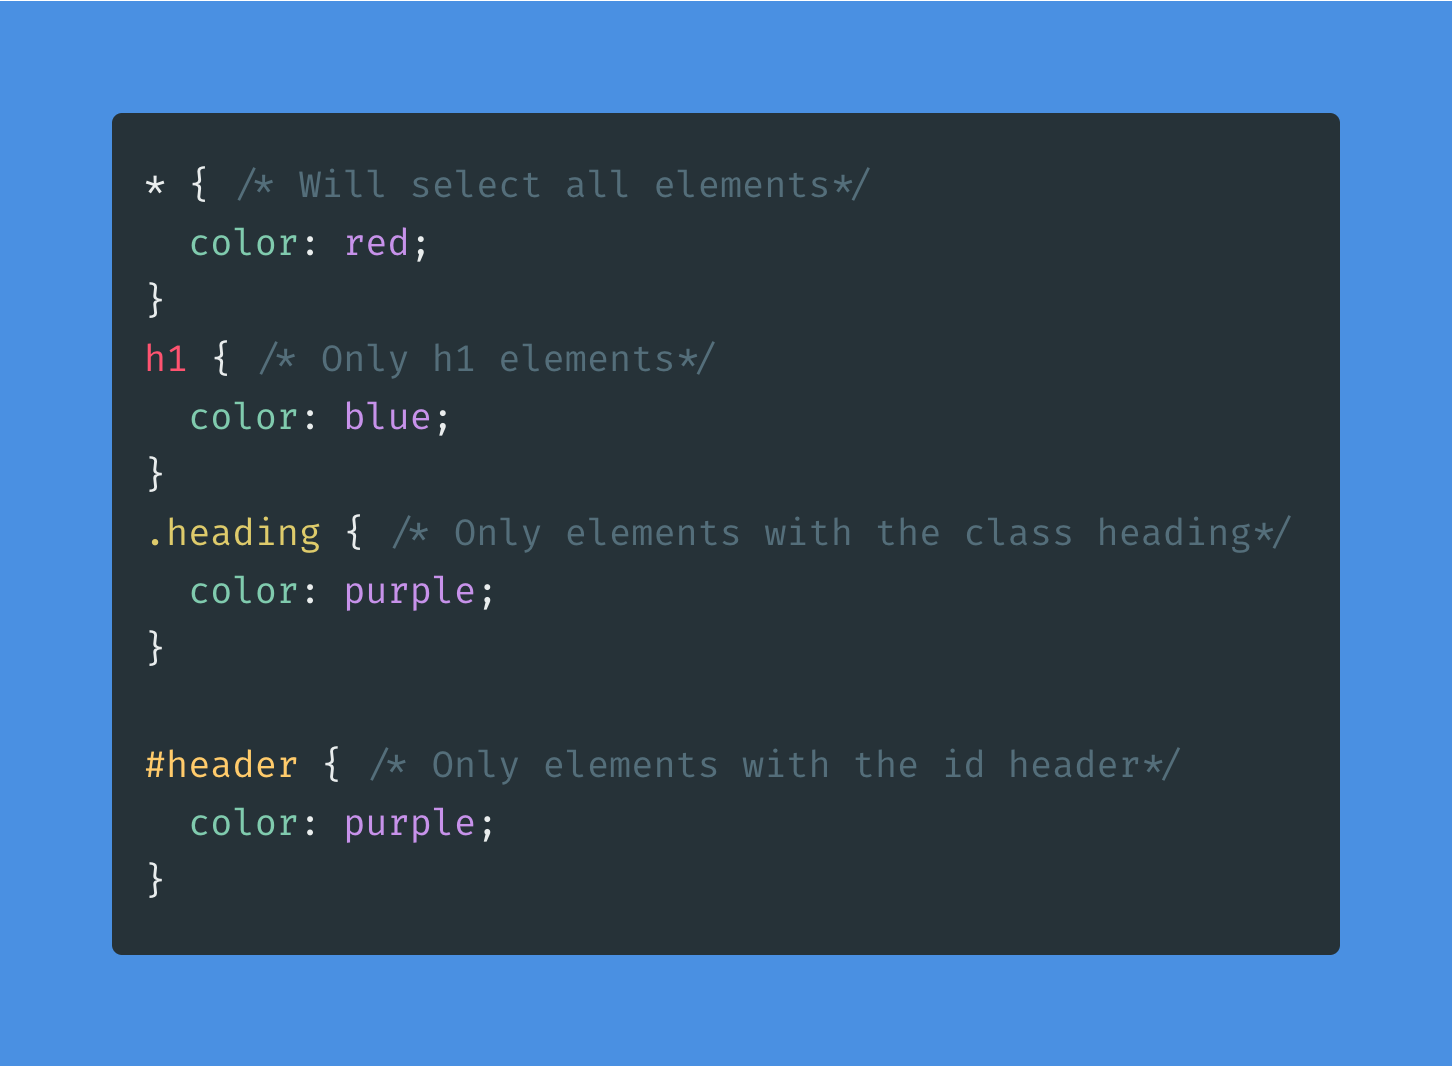 * { /* Will select all elements*/
  color: red;
}
h1 { /* Only h1 elements*/
  color: blue;
}
.heading { /* Only elements with the class heading*/
  color: purple;
}

#header { /* Only elements with the id header*/
  color: purple;
}